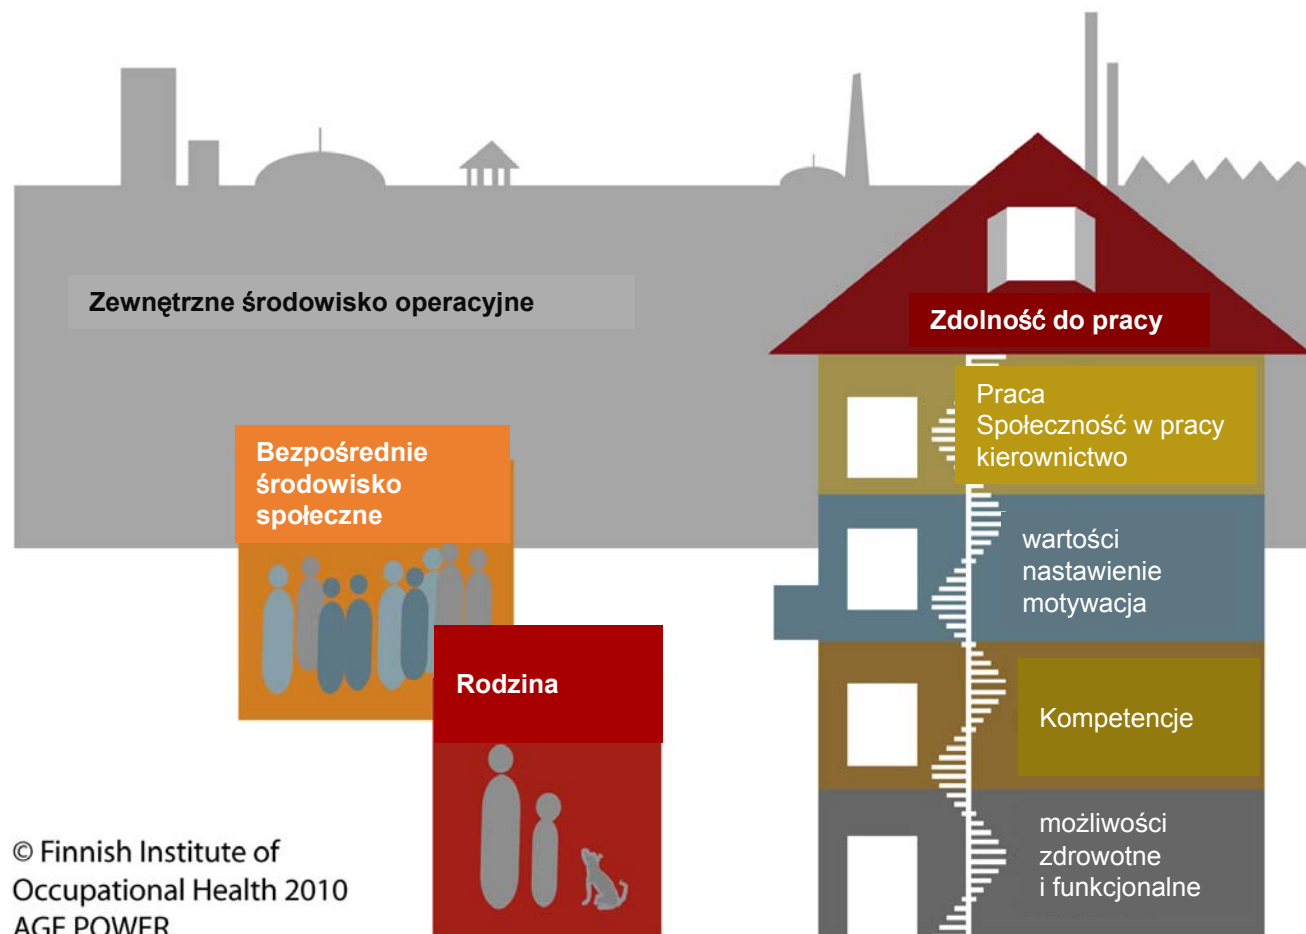 Zewnętrzne środowisko operacyjne
Zdolność do pracy
Praca
Społeczność w pracy
kierownictwo
Bezpośrednie
środowisko
społeczne
wartości
nastawienie
motywacja
Rodzina
Kompetencje
możliwości
zdrowotne
i funkcjonalne
© Finnish Institute of
Occupational Health 2010
AGE POWER